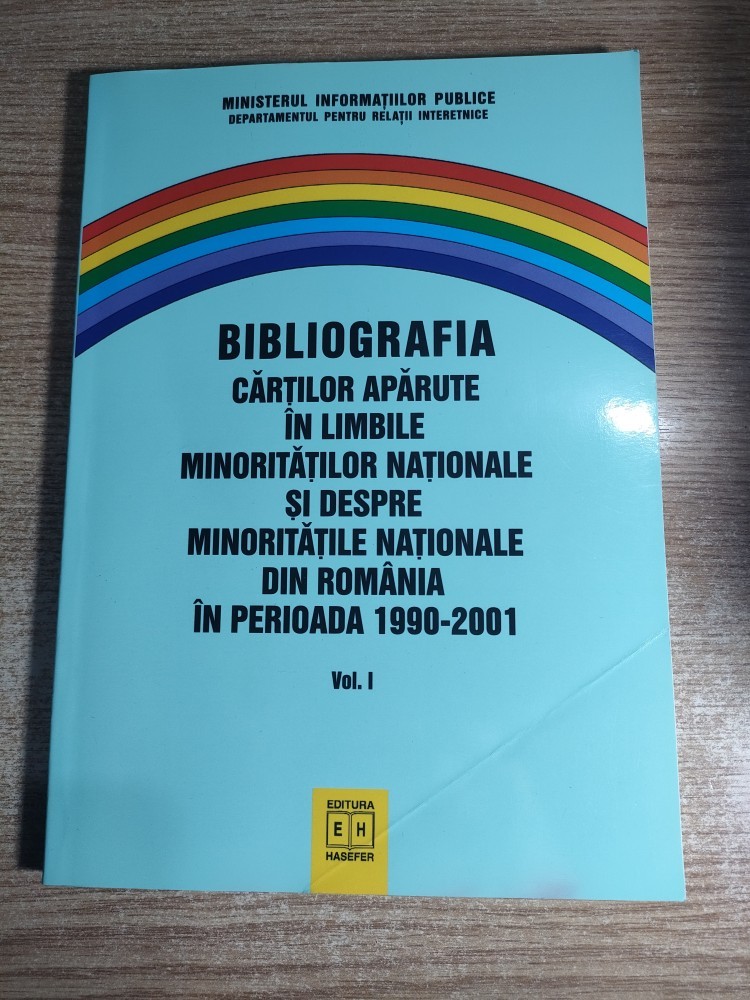 MINISTERUL INFORMAȚIILOR PUBLICE
DEPARTAMENTUL PENTRU RELAȚII INTERETNICE
BIBLIOGRAFIA
CĂRȚILOR APĂRUTE
ÎN LIMBILE
MINORITĂȚILOR NAȚIONALE
ȘI DESPRE
MINORITĂȚILE NAȚIONALE
DIN ROMÂNIA
ÎN PERIOADA 1990-2001
Vol. I
EDITURA
E H
HASEFER